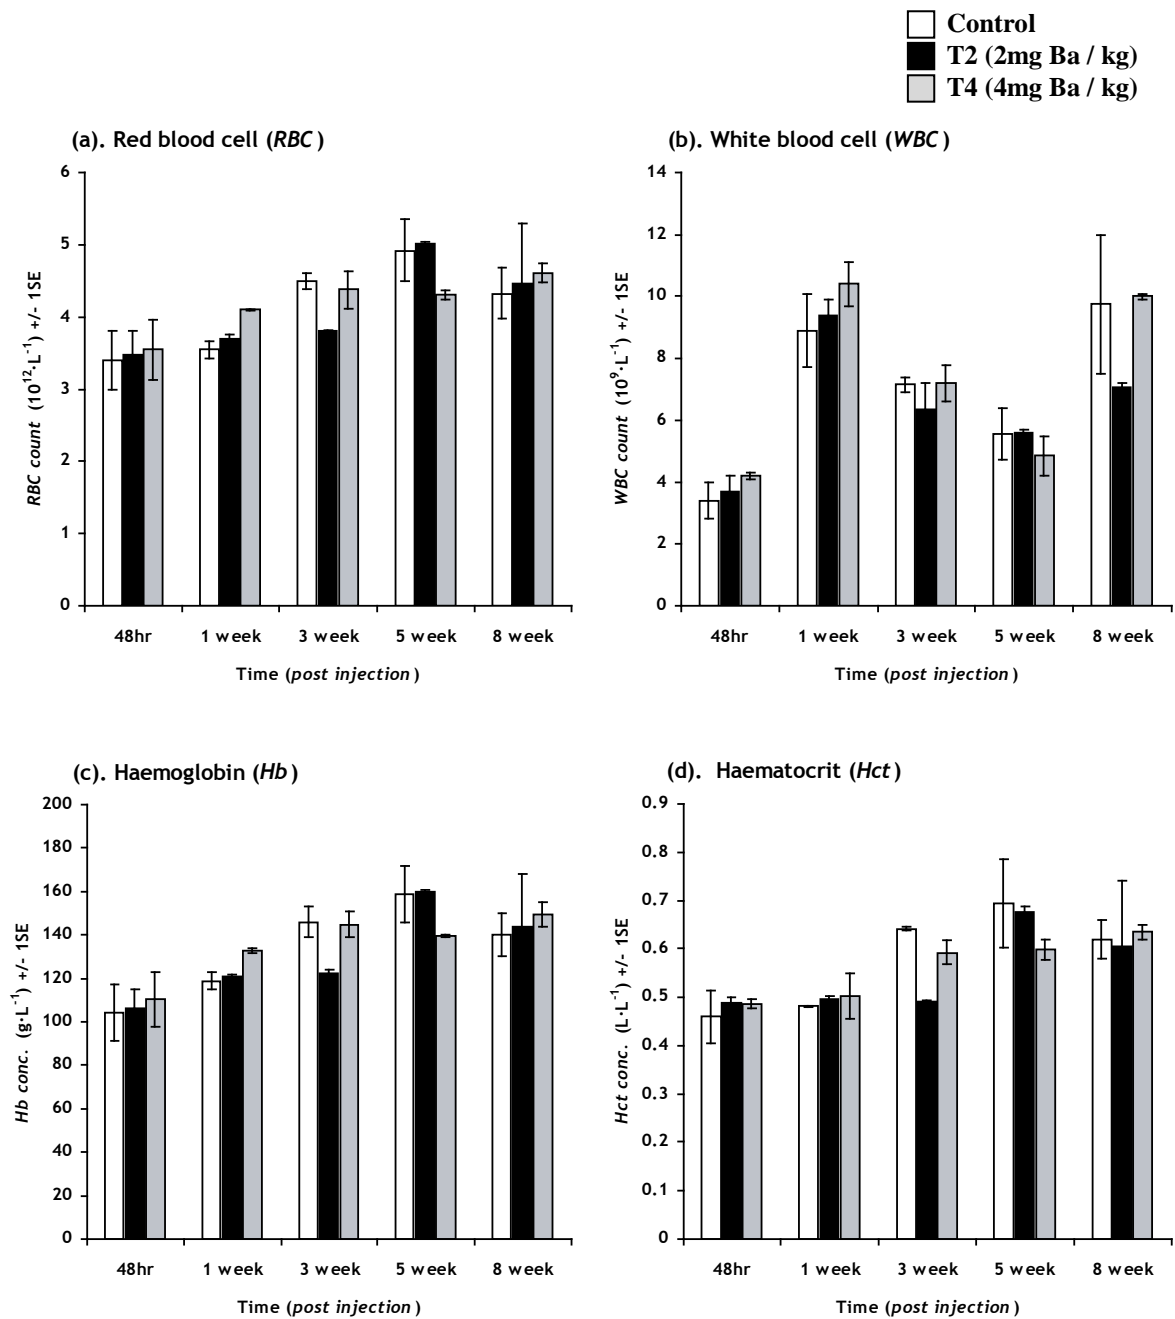 Control
T2 (2mg Ba / kg)
T4 (4mg Ba / kg)
(a). Red blood cell (RBC)
6
5
4
3
2
1
0
RBC count (10¹²·L⁻¹) +/- 1SE
48hr 1 week 3 week 5 week 8 week
Time (post injection)
(b). White blood cell (WBC)
14
12
10
8
6
4
2
0
WBC count (10⁹·L⁻¹) +/- 1SE
48hr 1 week 3 week 5 week 8 week
Time (post injection)
(c). Haemoglobin (Hb)
200
180
160
140
120
100
80
60
40
20
0
Hb conc. (g·L⁻¹) +/- 1SE
48hr 1 week 3 week 5 week 8 week
Time (post injection)
(d). Haematocrit (Hct)
0.9
0.8
0.7
0.6
0.5
0.4
0.3
0.2
0.1
0
Hct conc. (L·L⁻¹) +/- 1SE
48hr 1 week 3 week 5 week 8 week
Time (post injection)